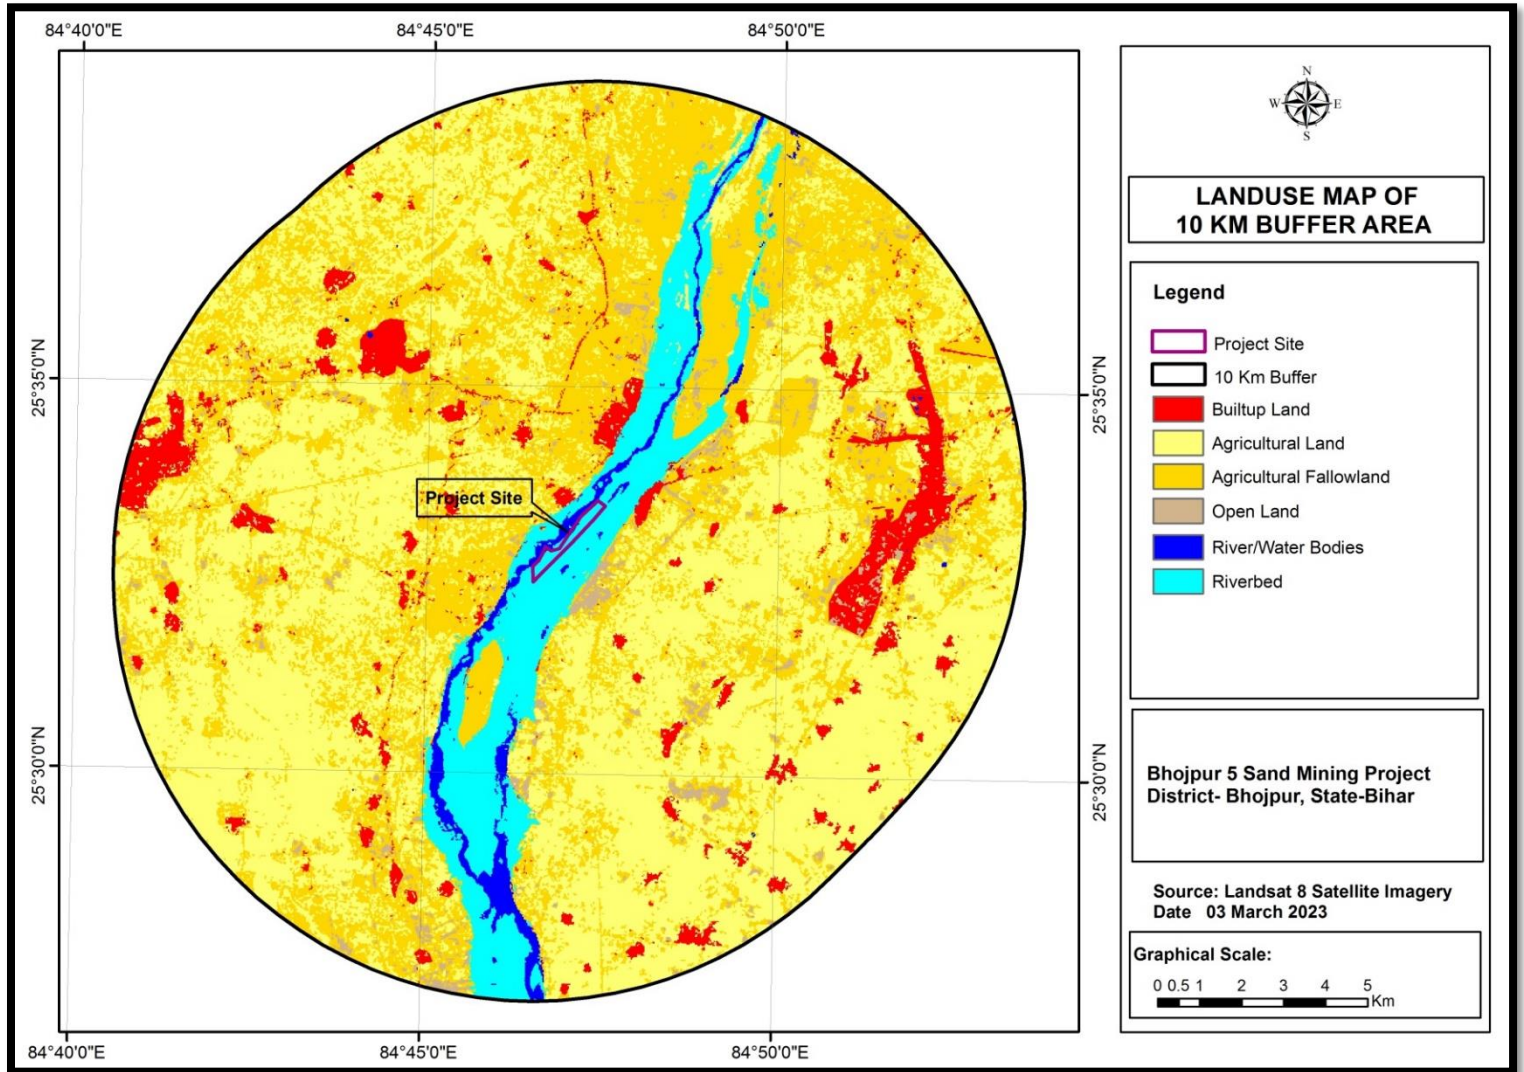 84°40'0"E
84°45'0"E
84°50'0"E
25°35'0"N
25°30'0"N
Project Site
25°35'0"N
25°30'0"N
84°40'0"E
84°45'0"E
84°50'0"E
N
W
E
S
LANDUSE MAP OF
10 KM BUFFER AREA
Legend
Project Site
10 Km Buffer
Builtup Land
Agricultural Land
Agricultural Fallowland
Open Land
River/Water Bodies
Riverbed
Bhojpur 5 Sand Mining Project
District- Bhojpur, State-Bihar
Source: Landsat 8 Satellite Imagery
Date 03 March 2023
Graphical Scale:
0 0.5 1 2 3 4 5
Km